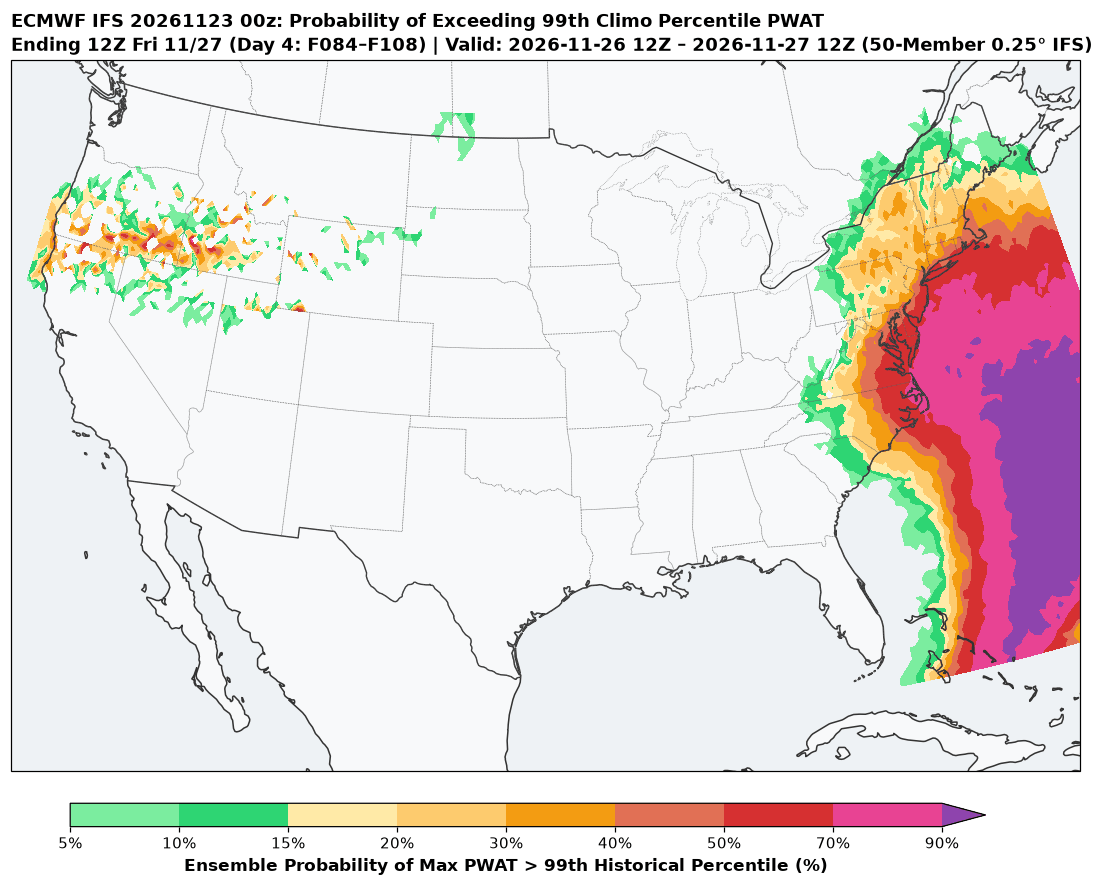 ECMWF IFS 20261123 00z: Probability of Exceeding 99th Climo Percentile PWAT
Ending 12Z Fri 11/27 (Day 4: F084–F108) | Valid: 2026-11-26 12Z – 2026-11-27 12Z (50-Member 0.25° IFS)
5% 10% 15% 20% 30% 40% 50% 70% 90%
Ensemble Probability of Max PWAT > 99th Historical Percentile (%)